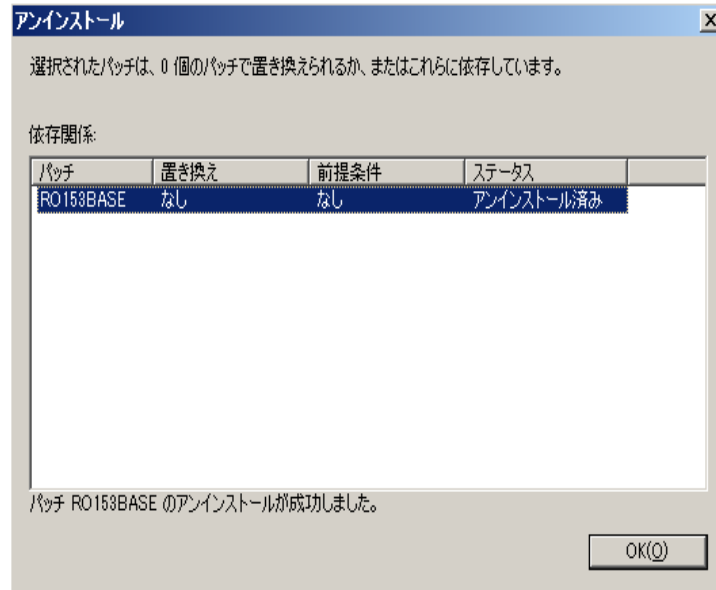 アンインストール
選択されたパッチは、0 個のパッチで置き換えられるか、またはこれらに依存しています。
依存関係:
パッチ 置き換え 前提条件 ステータス
RO153BASE なし なし アンインストール済み
パッチ RO153BASE のアンインストールが成功しました。
OK(O)